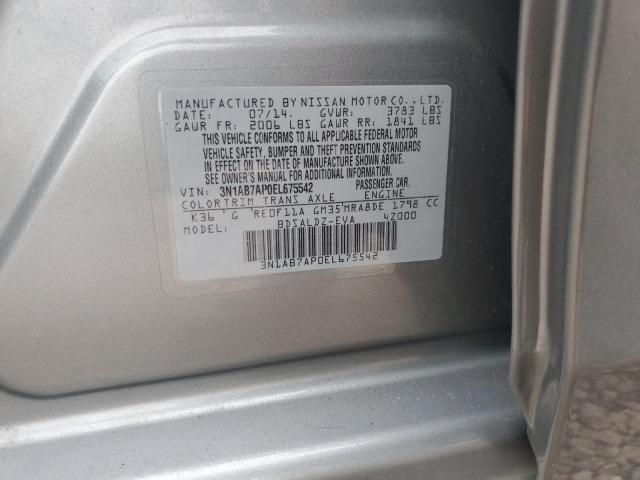 MANUFACTURED BY NISSAN MOTOR CO., LTD.
DATE: 07/14. GVWR: 3783 LBS
GAWR FR: 2006 LBS GAWR RR: 1841 LBS
THIS VEHICLE CONFORMS TO ALL APPLICABLE FEDERAL MOTOR
VEHICLE SAFETY, BUMPER AND THEFT PREVENTION STANDARDS
IN EFFECT ON THE DATE OF MANUFACTURE SHOWN ABOVE.
SEE OWNER'S MANUAL FOR ADDITIONAL INFORMATION.
VIN: 3N1AB7AP0EL675542 PASSENGER CAR.
COLOR TRIM TRANS AXLE ENGINE
K36 G RE0F11A GM35 MRA8DE 1798 CC
MODEL: BDSALDZ-EVA 4Z000
3N1AB7AP0EL675542